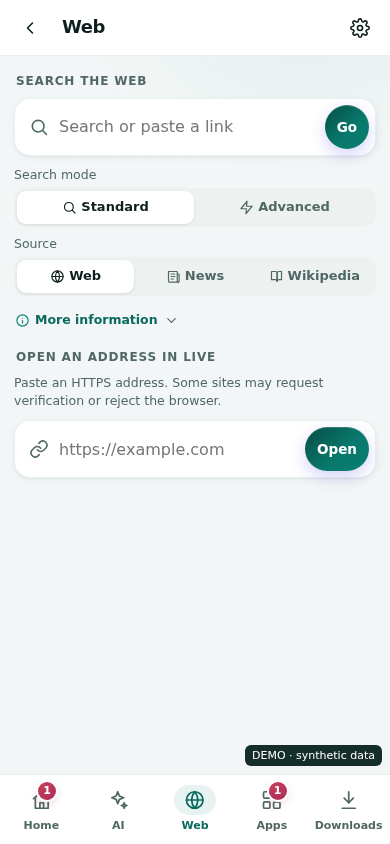 Web
SEARCH THE WEB
Search or paste a link
Go
Search mode
Standard
Advanced
Source
Web
News
Wikipedia
More information
OPEN AN ADDRESS IN LIVE
Paste an HTTPS address. Some sites may request
verification or reject the browser.
https://example.com
Open
DEMO · synthetic data
1
1
Home
AI
Web
Apps
Downloads